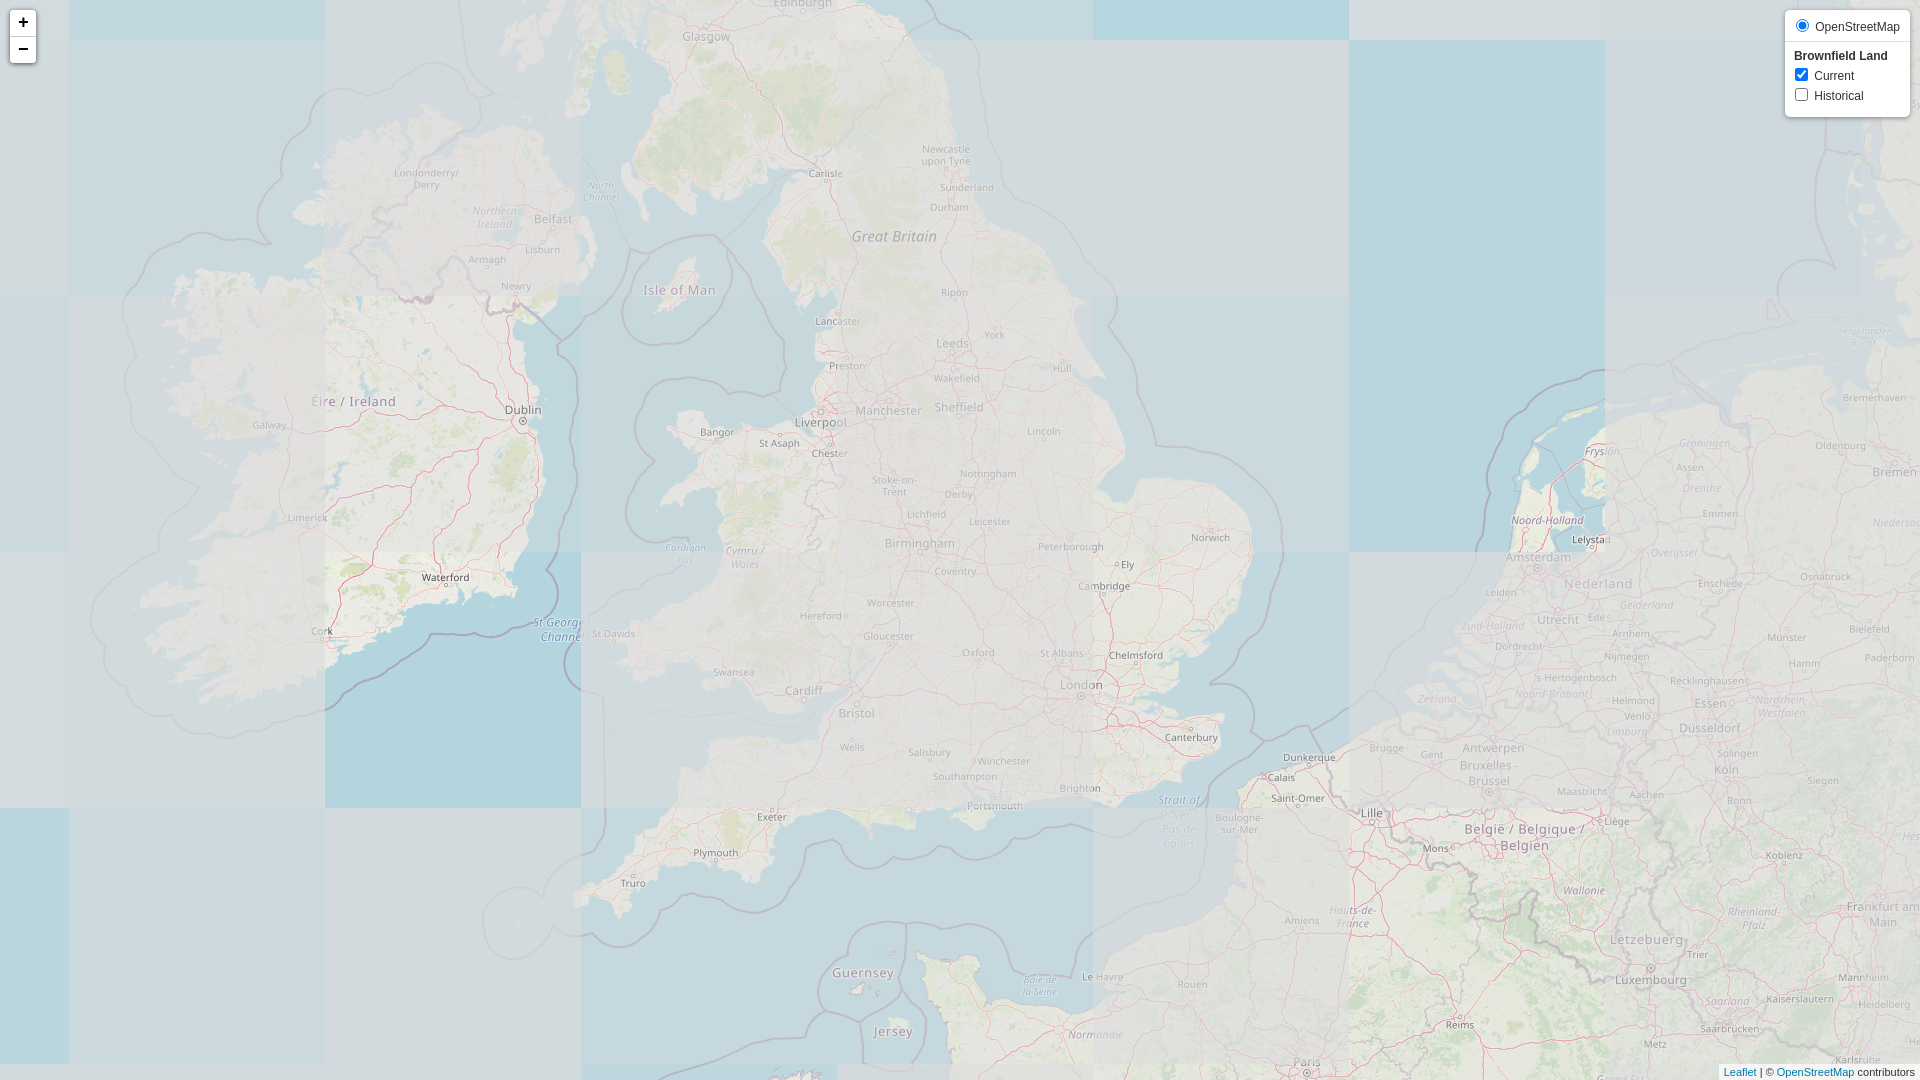 +
−
OpenStreetMap
Brownfield Land
Current
Historical
Edinburgh
Glasgow
Londonderry/
Derry
North
Channel
Northern
Ireland
Belfast
Lisburn
Armagh
Newry
Carlisle
Newcastle
upon Tyne
Sunderland
Durham
Great Britain
Isle of Man
Ripon
Lancaster
York
Leeds
Preston
Wakefield
Hull
Éire / Ireland
Galway
Dublin
Manchester
Sheffield
Liverpool
Bangor
St Asaph
Chester
Lincoln
Stoke-on-
Trent
Nottingham
Derby
Lichfield
Leicester
Limerick
Birmingham
Peterborough
Norwich
Cardigan
Bay
Cymru /
Wales
Coventry
Ely
Cambridge
Waterford
Worcester
Hereford
Cork
St George's
Channel
St Davids
Gloucester
Oxford
St Albans
Chelmsford
Swansea
Cardiff
London
Bristol
Wells
Salisbury
Winchester
Southampton
Canterbury
Brighton
Portsmouth
Exeter
Plymouth
Truro
Strait of
Dover /
Pas de
Calais
Dunkerque
Calais
Saint-Omer
Boulogne-
sur-Mer
Lille
Guernsey
Jersey
Baie de
la Seine
Le Havre
Rouen
Normandie
Amiens
Hauts-de-
France
Paris
Reims
Helgoländer
Bucht
Bremerhaven
Groningen
Oldenburg
Bremen
Fryslân
Assen
Drenthe
Emmen
Noord-Holland
Lelystad
Amsterdam
Overijssel
Nederland
Enschede
Osnabrück
Leiden
Gelderland
Utrecht
Ede
Arnhem
Zuid-Holland
Dordrecht
Nijmegen
Münster
Bielefeld
Hamm
Paderborn
's-Hertogenbosch
Recklinghausen
Zeeland
Noord-Brabant
Helmond
Essen
Nordrhein-
Westfalen
Venlo
Limburg
Düsseldorf
Brugge
Gent
Antwerpen
Bruxelles -
Brussel
Solingen
Köln
Siegen
Maastricht
Aachen
Bonn
Liège
België / Belgique /
Belgien
Mons
Koblenz
Wallonie
Rheinland-
Pfalz
Frankfurt am
Main
Lëtzebuerg
Trier
Luxembourg
Mannheim
Saarland
Kaiserslautern
Heidelberg
Saarbrücken
Metz
Karlsruhe
Grand Est
Leaflet | © OpenStreetMap contributors